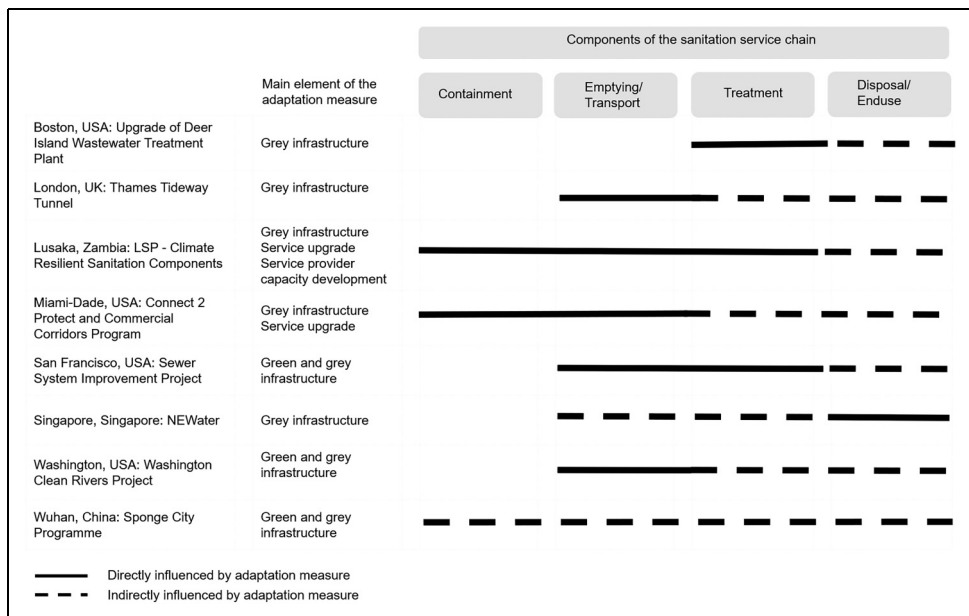 Components of the sanitation service chain
Main element of the
adaptation measure
Containment
Emptying/
Transport
Treatment
Disposal/
Enduse
Boston, USA: Upgrade of Deer
Island Wastewater Treatment
Plant
Grey infrastructure
London, UK: Thames Tideway
Tunnel
Grey infrastructure
Lusaka, Zambia: LSP - Climate
Resilient Sanitation Components
Grey infrastructure
Service upgrade
Service provider
capacity development
Miami-Dade, USA: Connect 2
Protect and Commercial
Corridors Program
Grey infrastructure
Service upgrade
San Francisco, USA: Sewer
System Improvement Project
Green and grey
infrastructure
Singapore, Singapore: NEWater
Grey infrastructure
Washington, USA: Washington
Clean Rivers Project
Green and grey
infrastructure
Wuhan, China: Sponge City
Programme
Green and grey
infrastructure
Directly influenced by adaptation measure
Indirectly influenced by adaptation measure